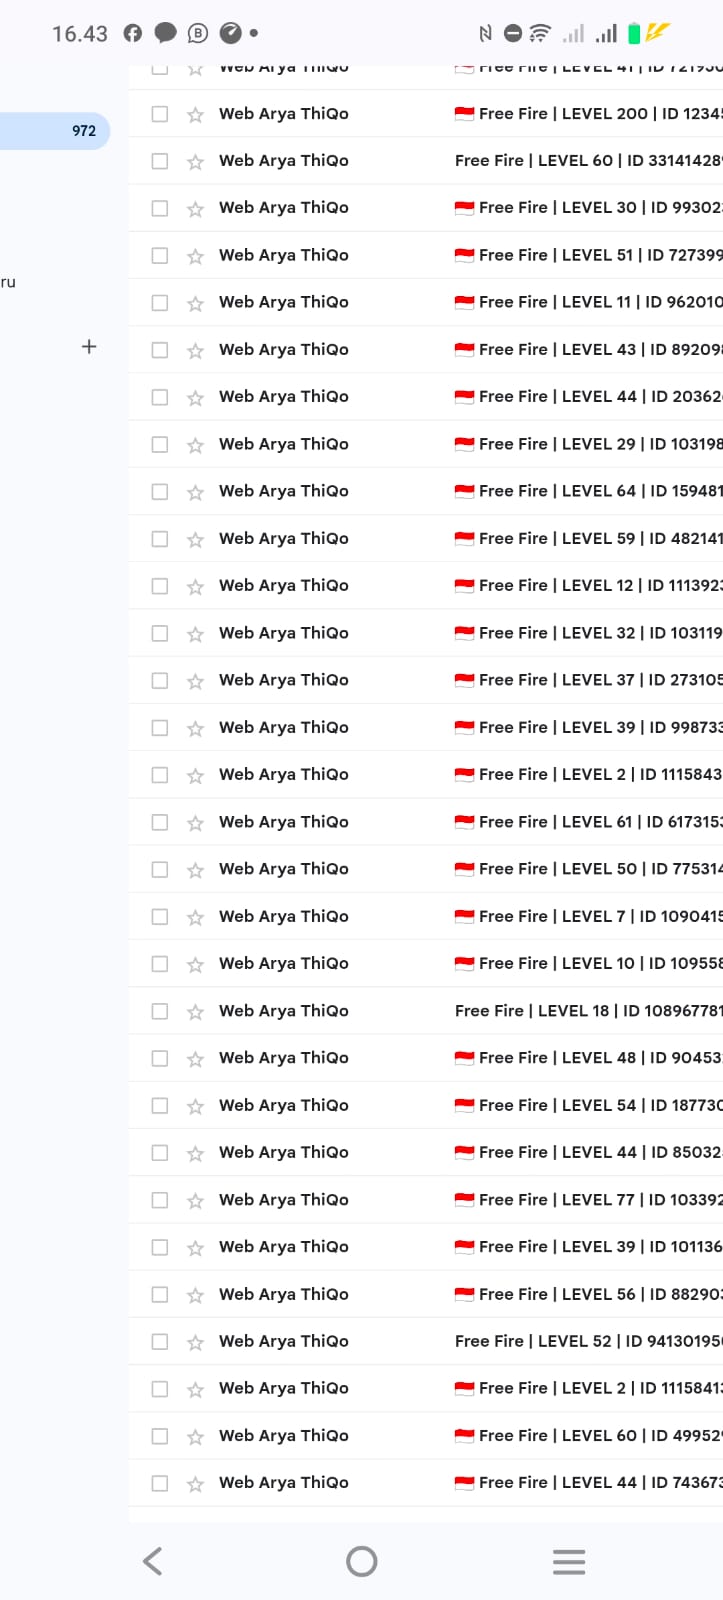 16.43
972
ru
Web Arya ThiQo Free Fire | LEVEL 41 | ID
Web Arya ThiQo Free Fire | LEVEL 200 | ID 1234
Web Arya ThiQo Free Fire | LEVEL 60 | ID 33141428
Web Arya ThiQo Free Fire | LEVEL 30 | ID 99302
Web Arya ThiQo Free Fire | LEVEL 51 | ID 727399
Web Arya ThiQo Free Fire | LEVEL 11 | ID 962010
Web Arya ThiQo Free Fire | LEVEL 43 | ID 89209
Web Arya ThiQo Free Fire | LEVEL 44 | ID 20362
Web Arya ThiQo Free Fire | LEVEL 29 | ID 103198
Web Arya ThiQo Free Fire | LEVEL 64 | ID 159481
Web Arya ThiQo Free Fire | LEVEL 59 | ID 482141
Web Arya ThiQo Free Fire | LEVEL 12 | ID 111392
Web Arya ThiQo Free Fire | LEVEL 32 | ID 103119
Web Arya ThiQo Free Fire | LEVEL 37 | ID 273105
Web Arya ThiQo Free Fire | LEVEL 39 | ID 998733
Web Arya ThiQo Free Fire | LEVEL 2 | ID 1115843
Web Arya ThiQo Free Fire | LEVEL 61 | ID 617315
Web Arya ThiQo Free Fire | LEVEL 50 | ID 775314
Web Arya ThiQo Free Fire | LEVEL 7 | ID 1090415
Web Arya ThiQo Free Fire | LEVEL 10 | ID 109558
Web Arya ThiQo Free Fire | LEVEL 18 | ID 108967781
Web Arya ThiQo Free Fire | LEVEL 48 | ID 90453
Web Arya ThiQo Free Fire | LEVEL 54 | ID 187730
Web Arya ThiQo Free Fire | LEVEL 44 | ID 85032
Web Arya ThiQo Free Fire | LEVEL 77 | ID 103392
Web Arya ThiQo Free Fire | LEVEL 39 | ID 101136
Web Arya ThiQo Free Fire | LEVEL 56 | ID 88290
Web Arya ThiQo Free Fire | LEVEL 52 | ID 94130195
Web Arya ThiQo Free Fire | LEVEL 2 | ID 1115841
Web Arya ThiQo Free Fire | LEVEL 60 | ID 49952
Web Arya ThiQo Free Fire | LEVEL 44 | ID 743673